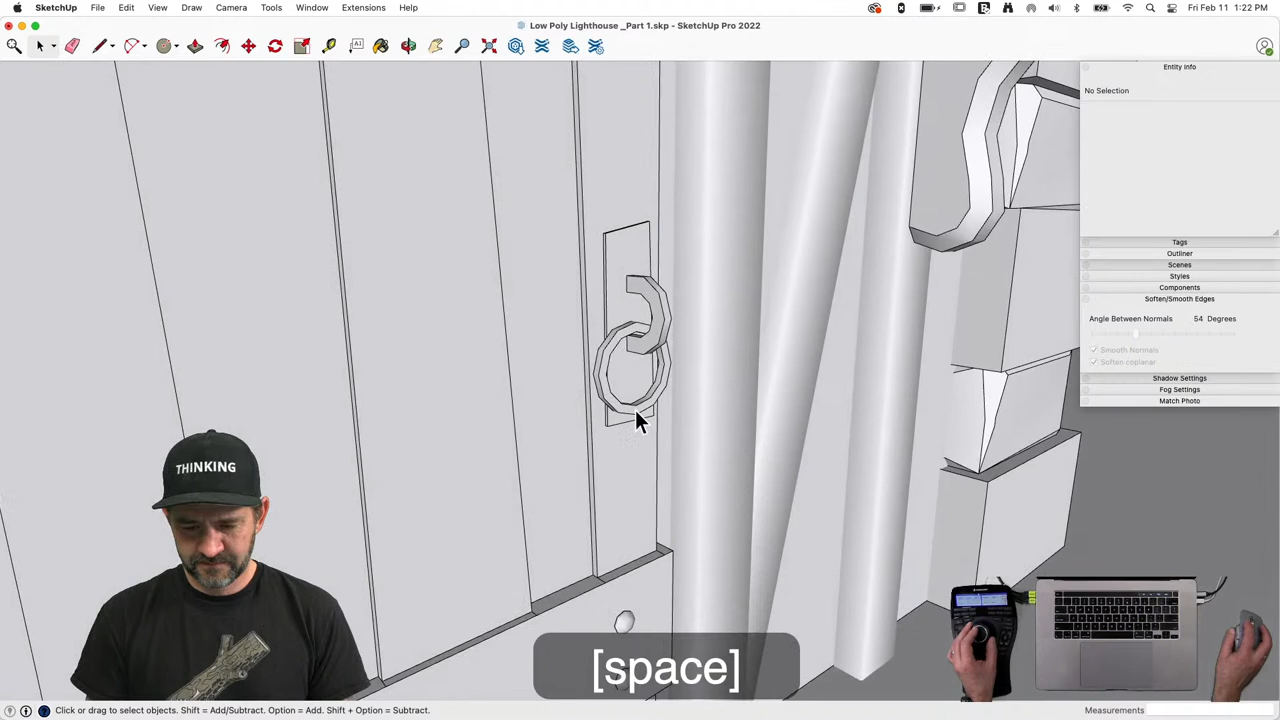 SketchUp File Edit View Draw Camera Tools Window Extensions Help Fri Feb 11 1:22 PM
Low Poly Lighthouse _Part 1.skp - SketchUp Pro 2022
Entity Info
No Selection
Tags
Outliner
Scenes
Styles
Components
Soften/Smooth Edges
Angle Between Normals 54 Degrees
Smooth Normals
Soften coplanar
Shadow Settings
Fog Settings
Match Photo
THINKING
[space]
Click or drag to select objects. Shift = Add/Subtract. Option = Add. Shift + Option = Subtract. Measurements